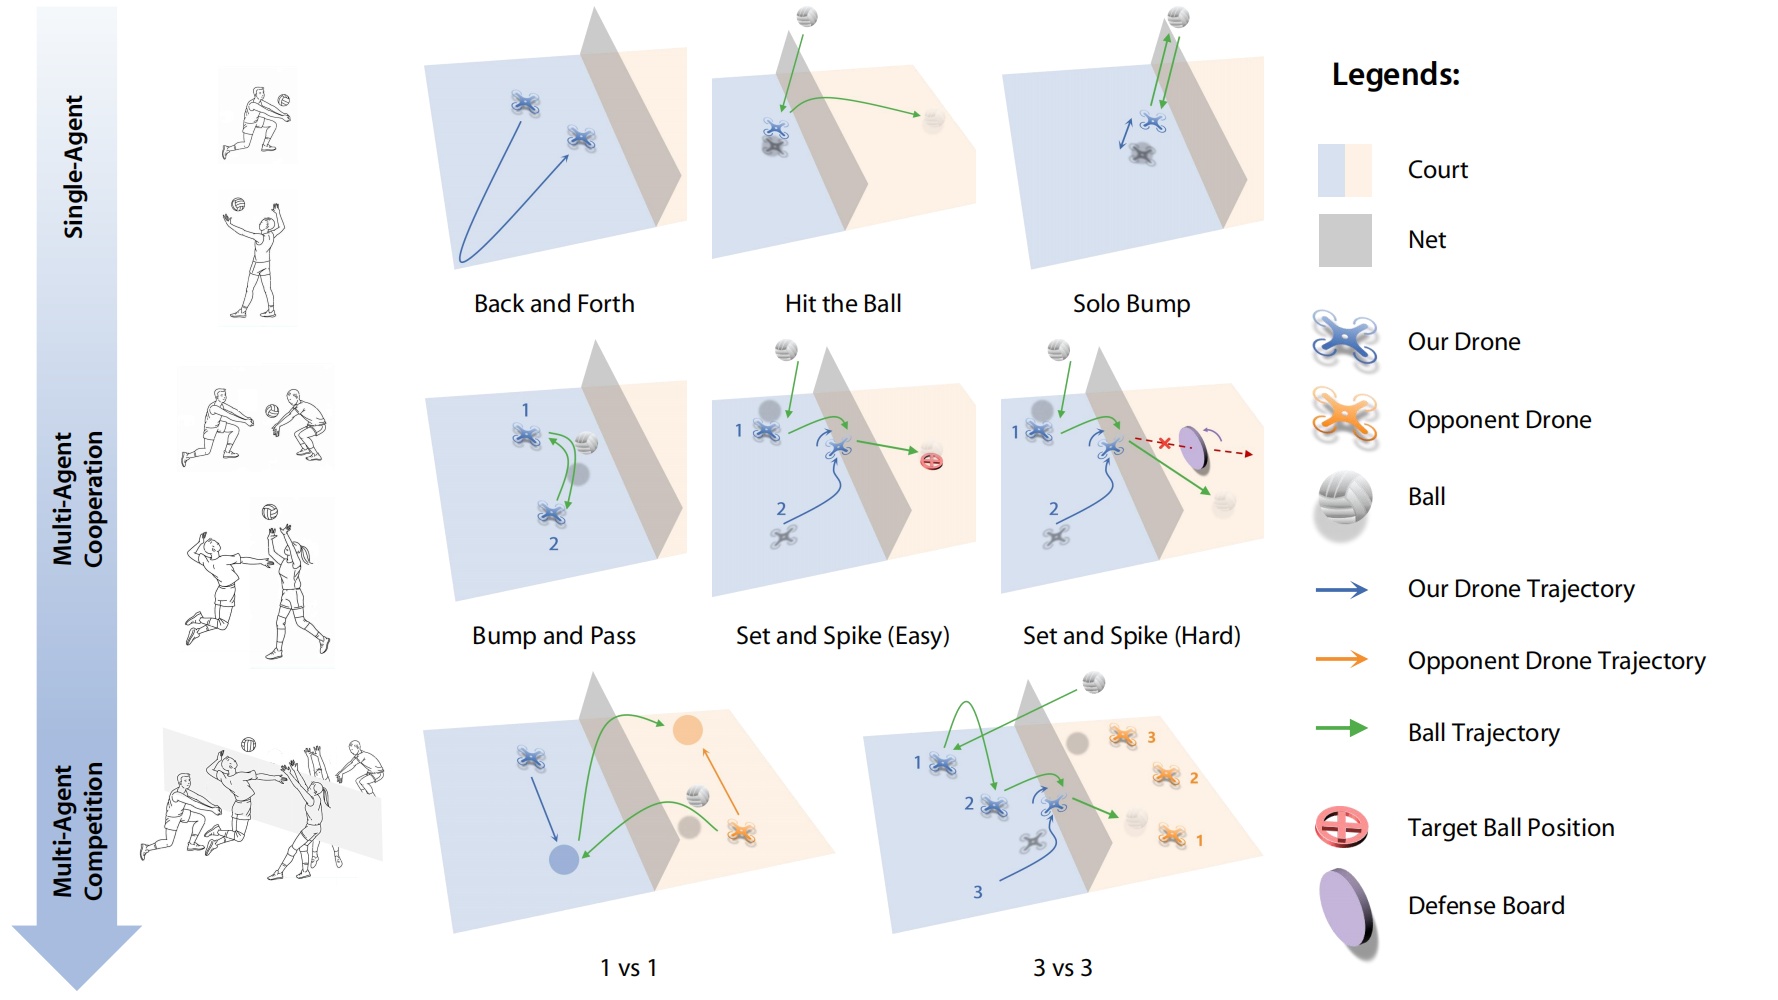 Single-Agent
Back and Forth
Hit the Ball
Solo Bump
Multi-Agent
Cooperation
1
2
Bump and Pass
1
2
Set and Spike (Easy)
1
2
Set and Spike (Hard)
Multi-Agent
Competition
1 vs 1
1
2
3
3
2
1
3 vs 3
Legends:
Court
Net
Our Drone
Opponent Drone
Ball
Our Drone Trajectory
Opponent Drone Trajectory
Ball Trajectory
Target Ball Position
Defense Board